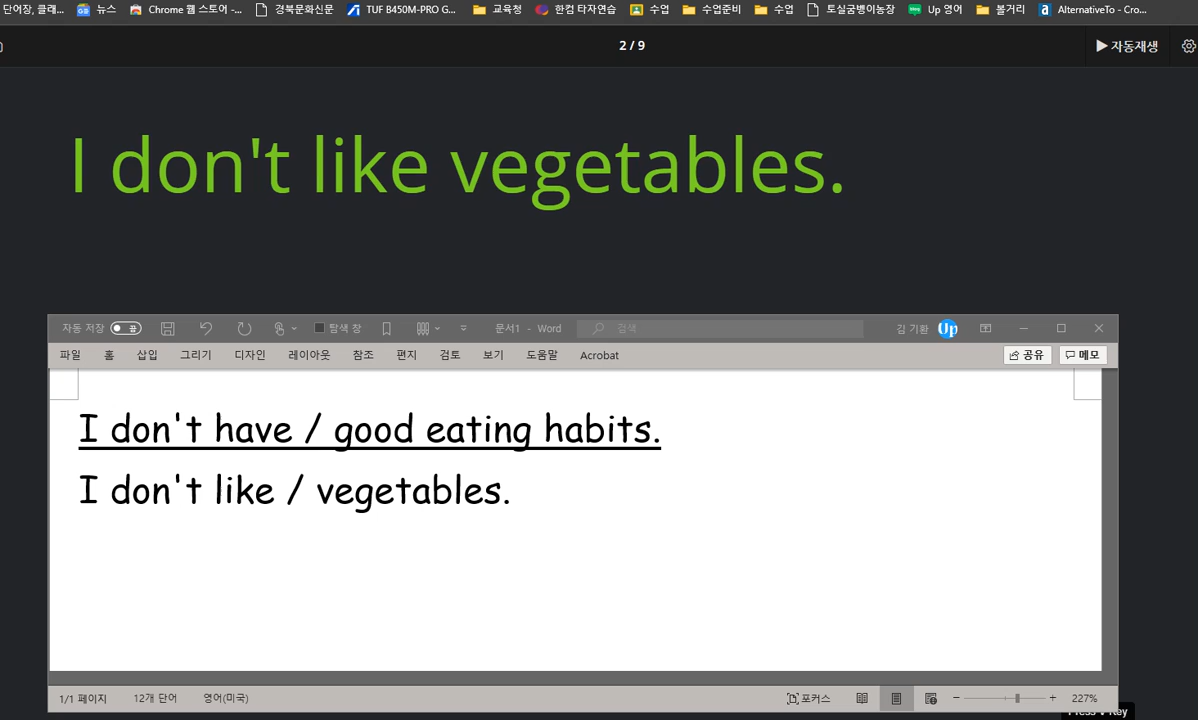 단어장, 클래... 뉴스 Chrome 웹 스토어 -... 경북문화신문 TUF B450M-PRO G... 교육청 한컴 타자연습 수업 수업준비 수업 토실굼벵이농장 Up 영어 볼거리 AlternativeTo - Cro...
2 / 9 ▶ 자동재생
I don't like vegetables.
자동 저장 끔 탐색 창 문서1 - Word 검색 김 기환 Up
파일 홈 삽입 그리기 디자인 레이아웃 참조 편지 검토 보기 도움말 Acrobat 공유 메모
I don't have / good eating habits.
I don't like / vegetables.
1/1 페이지 12개 단어 영어(미국) 포커스 − + 227%